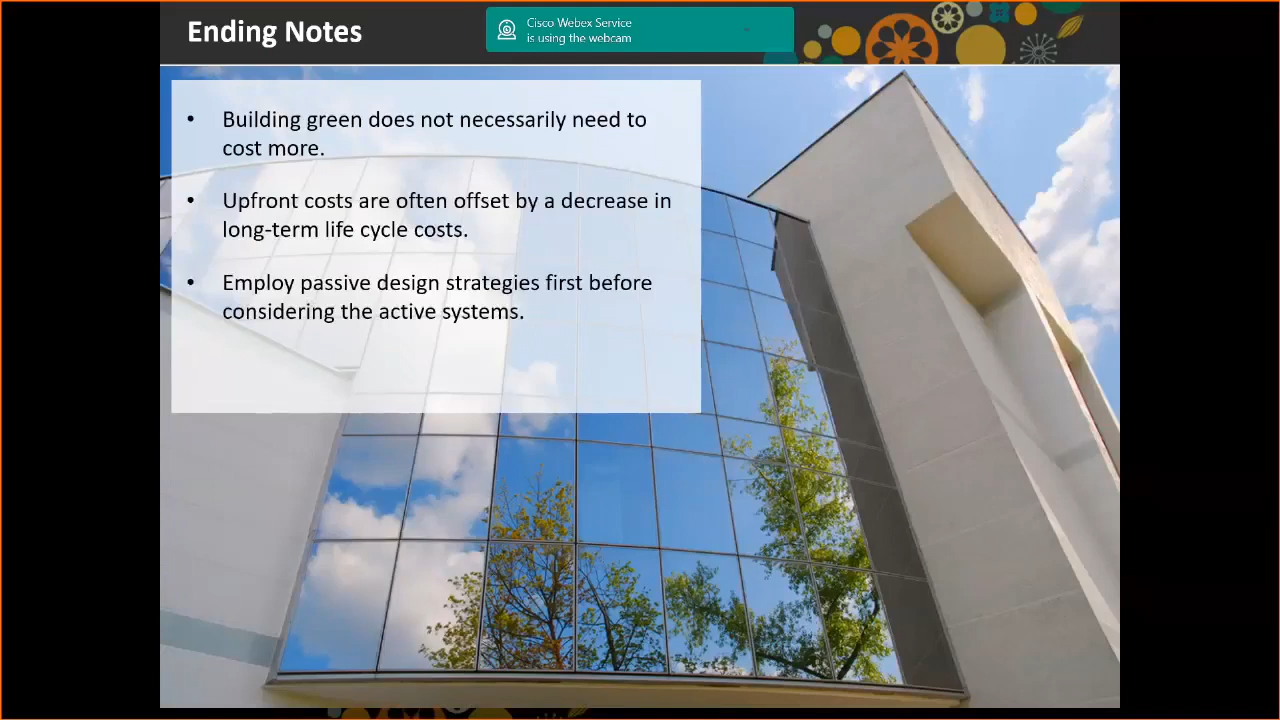 Ending Notes
Cisco Webex Service
is using the webcam
• Building green does not necessarily need to
cost more.
• Upfront costs are often offset by a decrease in
long-term life cycle costs.
• Employ passive design strategies first before
considering the active systems.